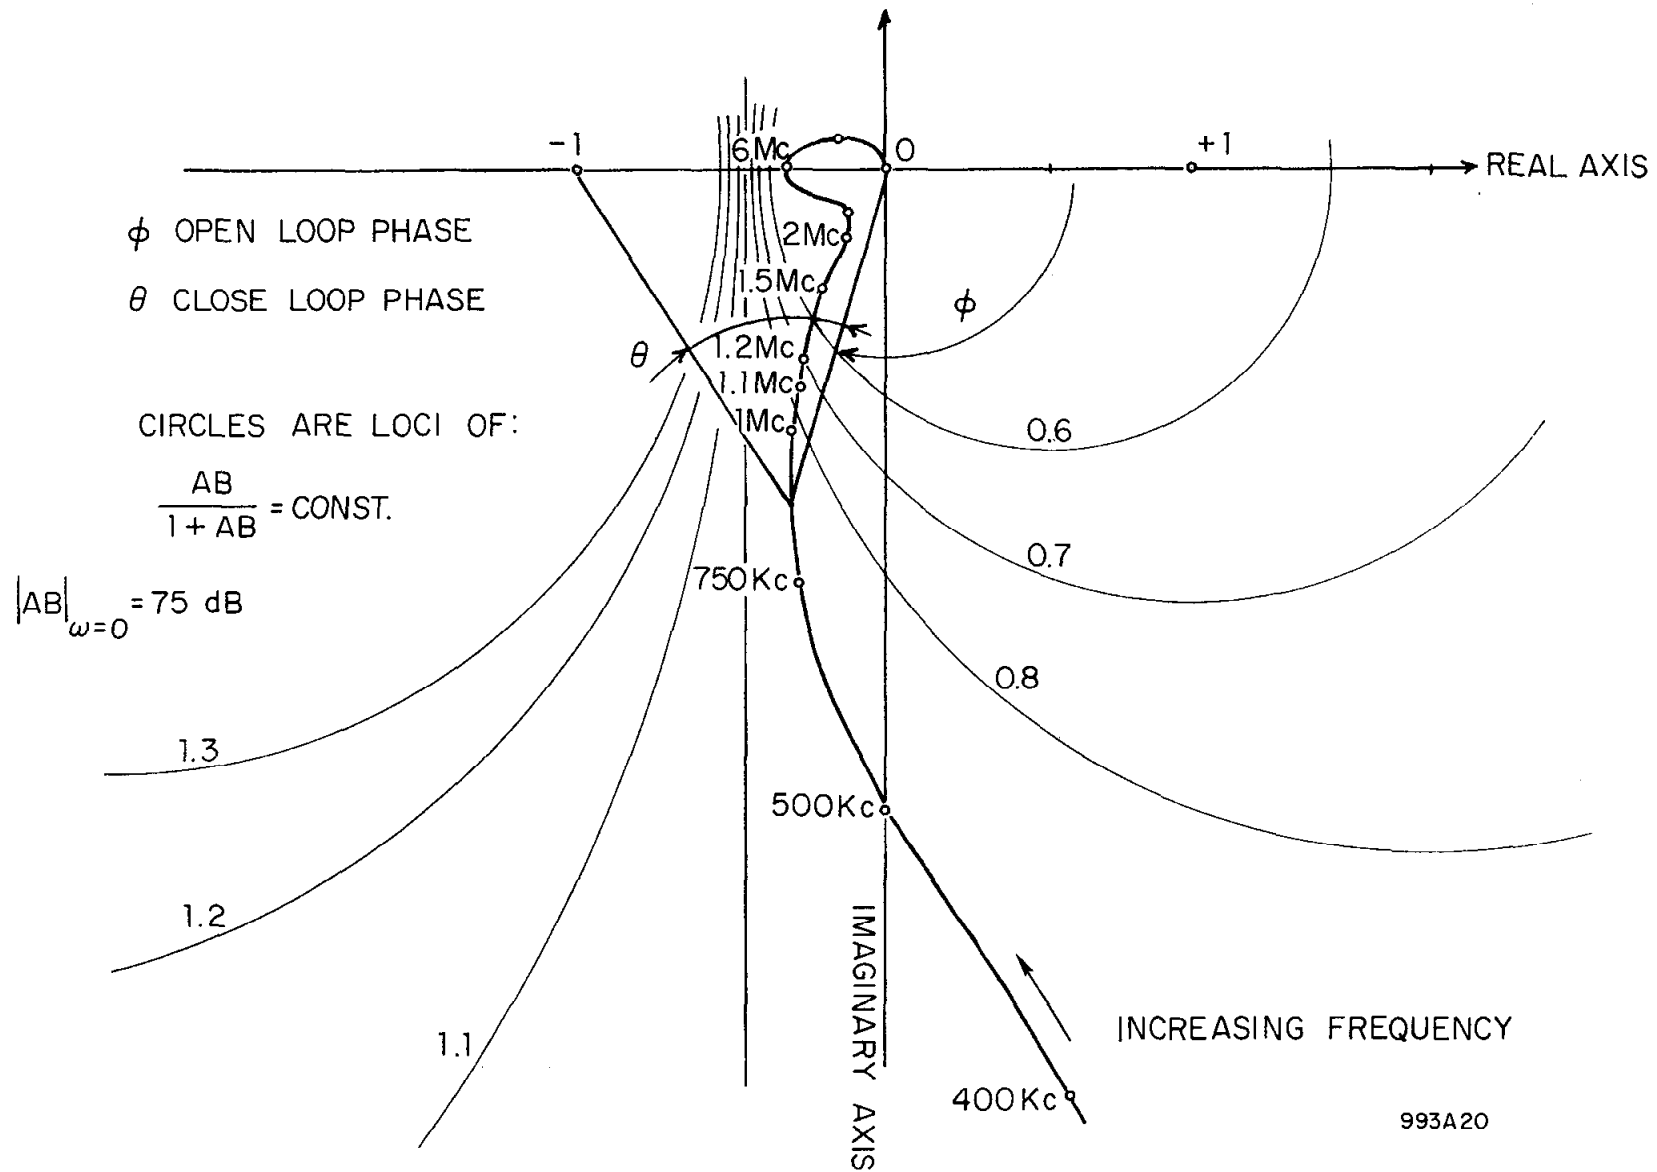 -1
6Mc
0
+1
REAL AXIS
ϕ OPEN LOOP PHASE
2Mc
1.5Mc
θ CLOSE LOOP PHASE
ϕ
θ
1.2Mc
1.1Mc
1Mc
CIRCLES ARE LOCI OF:
0.6
AB
1 + AB
= CONST.
0.7
750Kc
|AB|ω=0 = 75 dB
0.8
1.3
500Kc
1.2
IMAGINARY AXIS
INCREASING FREQUENCY
1.1
400Kc
993A20